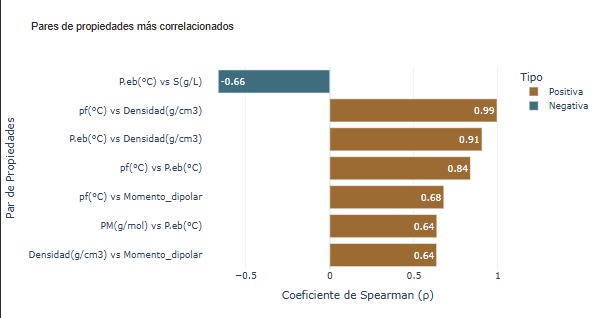 Pares de propiedades más correlacionados
Par de Propiedades
P.eb(°C) vs S(g/L)
-0.66
pf(°C) vs Densidad(g/cm3)
0.99
P.eb(°C) vs Densidad(g/cm3)
0.91
pf(°C) vs P.eb(°C)
0.84
pf(°C) vs Momento_dipolar
0.68
PM(g/mol) vs P.eb(°C)
0.64
Densidad(g/cm3) vs Momento_dipolar
0.64
−0.5
0
0.5
1
Coeficiente de Spearman (ρ)
Tipo
Positiva
Negativa